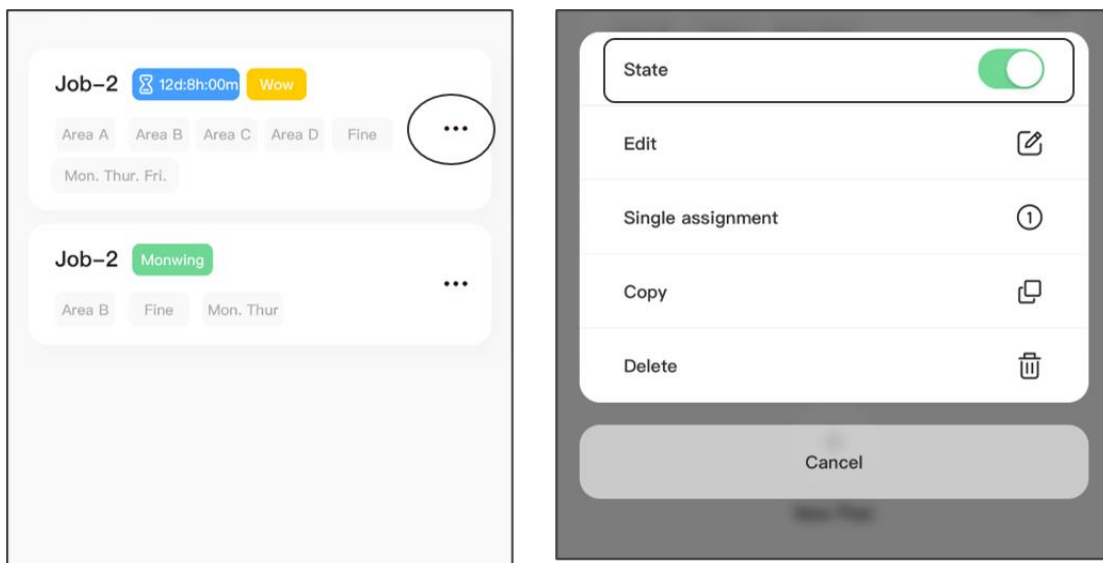 Job-2 12d:8h:00m Wow
Area A Area B Area C Area D Fine
Mon. Thur. Fri.
Job-2 Monwing
Area B Fine Mon. Thur
State
Edit
Single assignment 1
Copy
Delete
Cancel